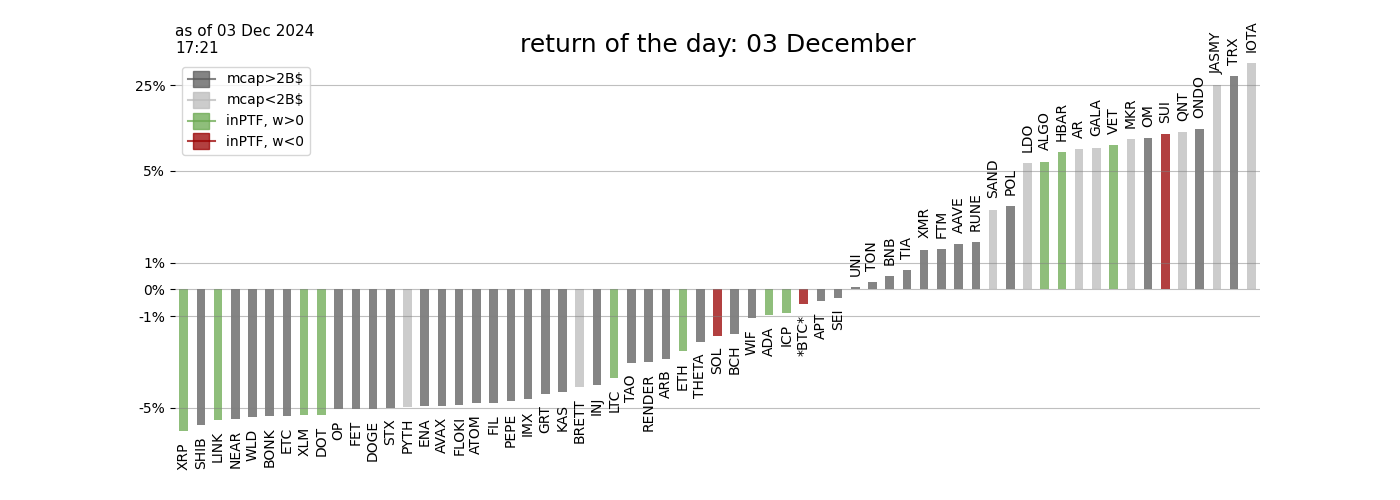 as of 03 Dec 2024
17:21
return of the day: 03 December
mcap>2B$
mcap<2B$
inPTF, w>0
inPTF, w<0
25%
5%
1%
0%
-1%
-5%
XRP
SHIB
LINK
NEAR
WLD
BONK
ETC
XLM
DOT
OP
FET
DOGE
STX
PYTH
ENA
AVAX
FLOKI
ATOM
FIL
PEPE
IMX
GRT
KAS
BRETT
INJ
LTC
TAO
RENDER
ARB
ETH
THETA
SOL
BCH
WIF
ADA
ICP
*BTC*
APT
SEI
UNI
TON
BNB
TIA
XMR
FTM
AAVE
RUNE
SAND
POL
LDO
ALGO
HBAR
AR
GALA
VET
MKR
OM
SUI
QNT
ONDO
JASMY
TRX
IOTA